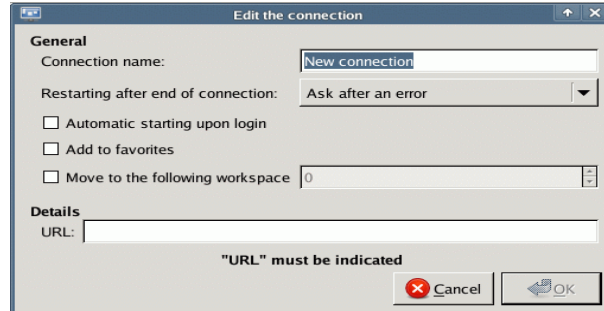 Edit the connection
General
Connection name: New connection
Restarting after end of connection: Ask after an error
Automatic starting upon login
Add to favorites
Move to the following workspace 0
Details
URL:
"URL" must be indicated
Cancel OK